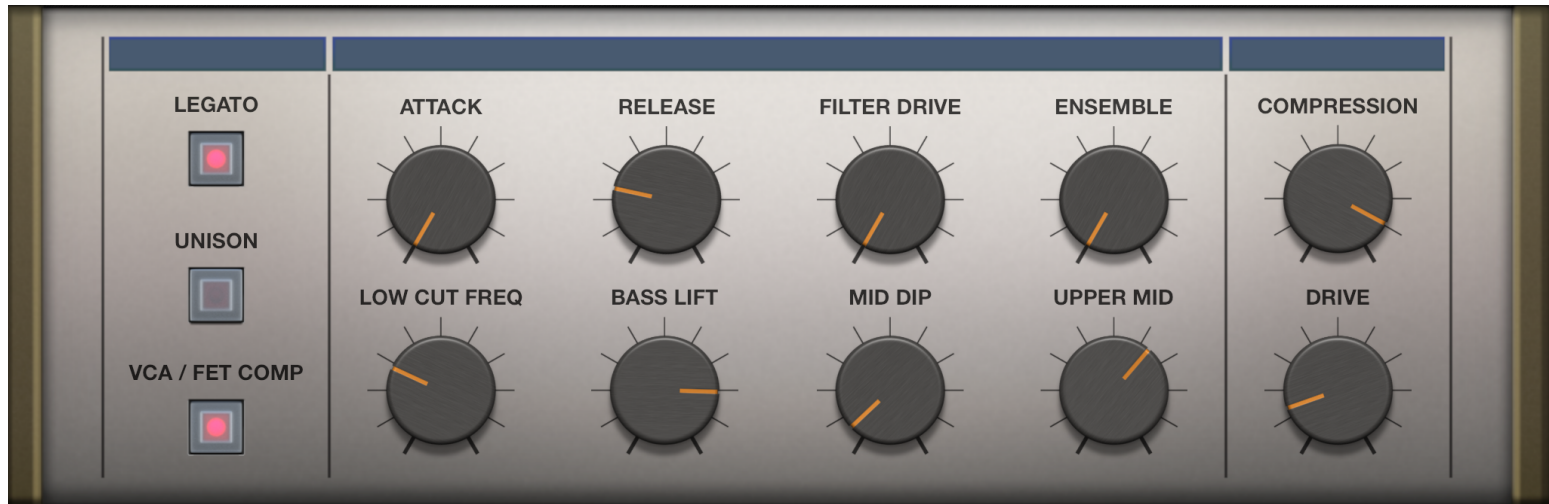 LEGATO
UNISON
VCA / FET COMP
ATTACK
RELEASE
FILTER DRIVE
ENSEMBLE
LOW CUT FREQ
BASS LIFT
MID DIP
UPPER MID
COMPRESSION
DRIVE